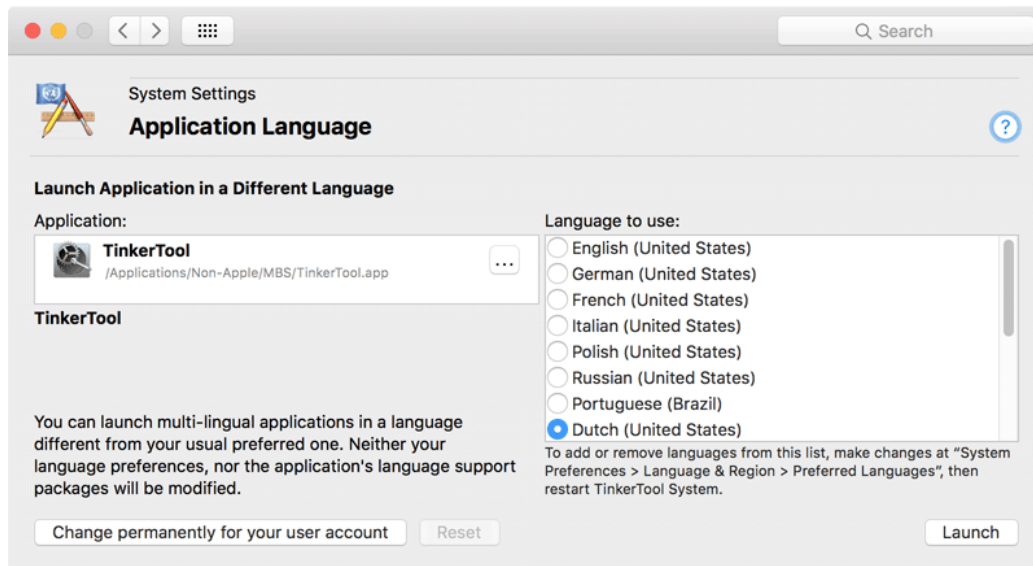 Search
System Settings
Application Language
?
Launch Application in a Different Language
Application:
TinkerTool
/Applications/Non-Apple/MBS/TinkerTool.app
...
TinkerTool
You can launch multi-lingual applications in a language
different from your usual preferred one. Neither your
language preferences, nor the application's language support
packages will be modified.
Language to use:
English (United States)
German (United States)
French (United States)
Italian (United States)
Polish (United States)
Russian (United States)
Portuguese (Brazil)
Dutch (United States)
To add or remove languages from this list, make changes at “System
Preferences > Language & Region > Preferred Languages”, then
restart TinkerTool System.
Change permanently for your user account
Reset
Launch